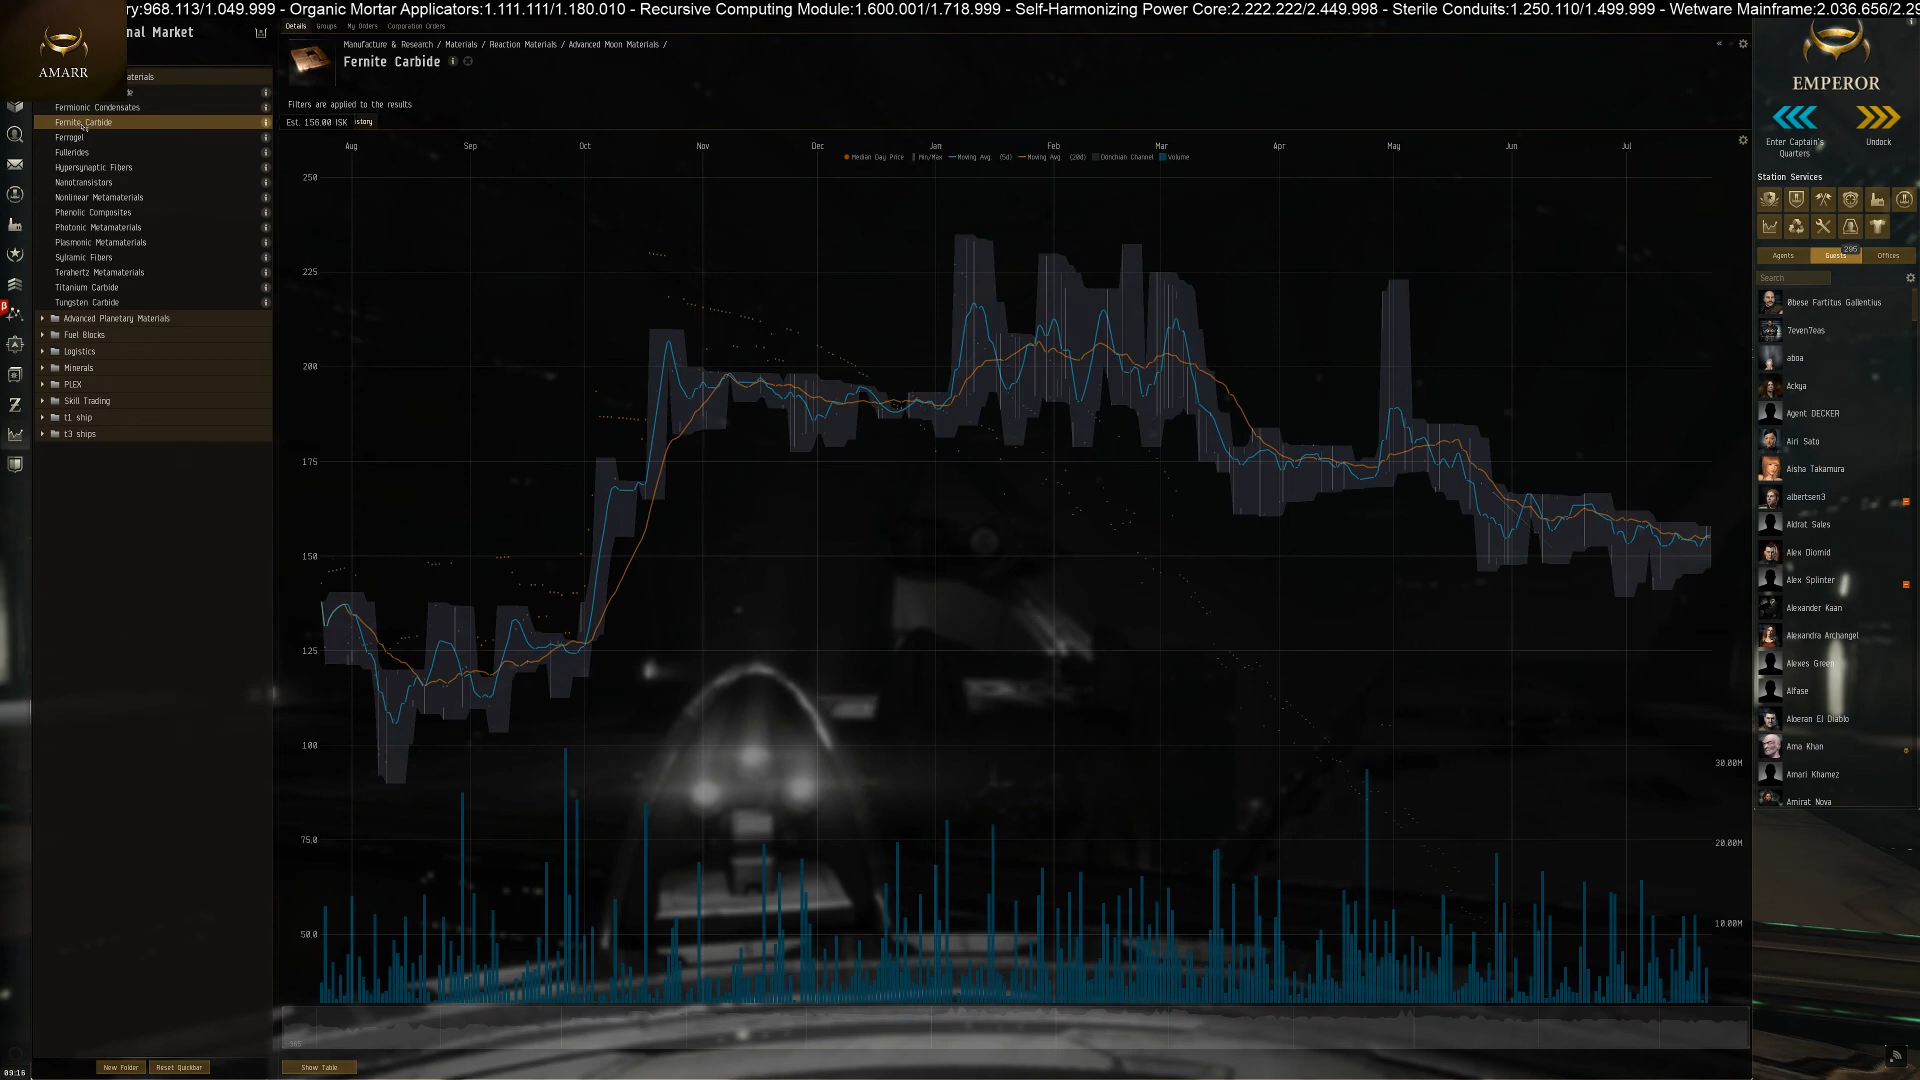 ry:968.113/1.049.999 - Organic Mortar Applicators:1.111.111/1.180.010 - Recursive Computing Module:1.600.001/1.718.999 - Self-Harmonizing Power Core:2.222.222/2.449.998 - Sterile Conduits:1.250.110/1.499.999 - Wetware Mainframe:2.036.656/2.29
AMARR
nal Market
aterials
de
Fermionic Condensates
Fernite Carbide
Ferrogel
Fullerides
Hypersynaptic Fibers
Nanotransistors
Nonlinear Metamaterials
Phenolic Composites
Photonic Metamaterials
Plasmonic Metamaterials
Sylramic Fibers
Terahertz Metamaterials
Titanium Carbide
Tungsten Carbide
Advanced Planetary Materials
Fuel Blocks
Logistics
Minerals
PLEX
Skill Trading
t1 ship
t3 ships
New Folder
Reset Quickbar
09:16
Details Groups My Orders Corporation Orders
Manufacture & Research / Materials / Reaction Materials / Advanced Moon Materials /
Fernite Carbide
Filters are applied to the results
Est. 156.00 ISK
istory
Aug Sep Oct Nov Dec Jan Feb Mar Apr May Jun Jul
Median Day Price Min/Max Moving Avg. (5d) Moving Avg. (20d) Donchian Channel Volume
250
225
200
175
150
125
100
75.0
50.0
30.00M
20.00M
10.00M
365
Show Table
EMPEROR
Enter Captain's Quarters
Undock
Station Services
295
Agents Guests Offices
Search
0bese Fartitus Gallentius
7even7eas
aboa
Ackya
Agent DECKER
Airi Sato
Aisha Takamura
albertsen3
Aldrat Sales
Alex Diomid
Alex Splinter
Alexander Kaan
Alexandra Archangel
Alexes Green
Alfase
Aloeran El Diablo
Ama Khan
Amari Khamez
Amirat Nova